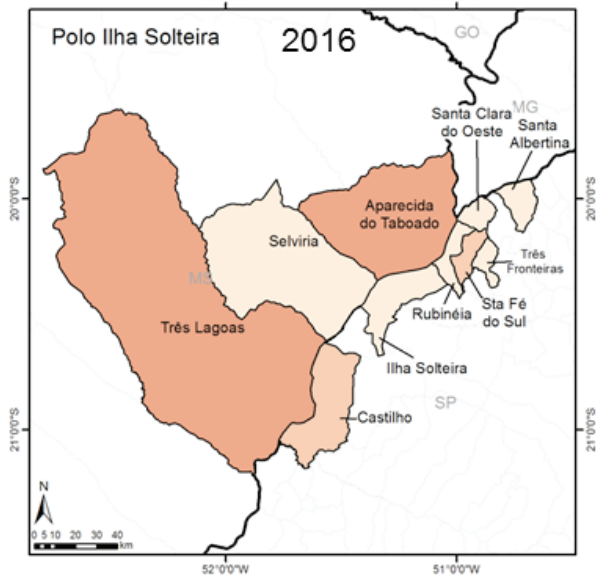 Polo Ilha Solteira
2016
GO
MG
Santa Clara
do Oeste
Santa
Albertina
20°0'0"S
20°0'0"S
Aparecida
do Taboado
Selviria
Três
Fronteiras
MS
Rubinéia
Sta Fé
do Sul
Três Lagoas
Ilha Solteira
SP
Castilho
21°0'0"S
21°0'0"S
N
0 5 10 20 30 40
km
52°0'0"W
51°0'0"W